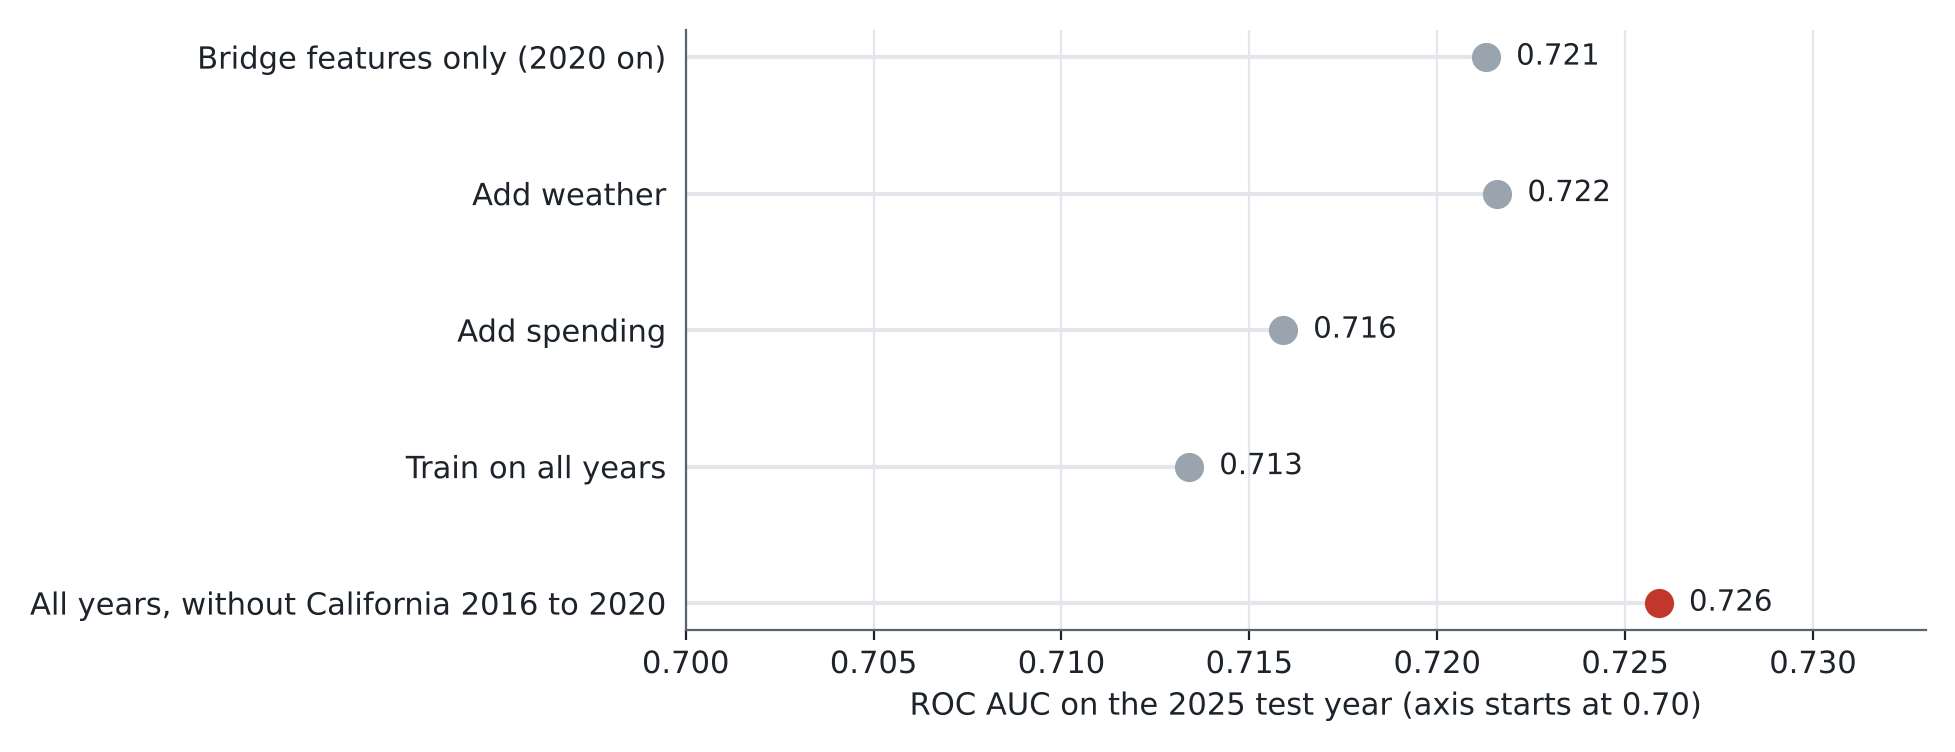 Bridge features only (2020 on)
0.721
Add weather
0.722
Add spending
0.716
Train on all years
0.713
All years, without California 2016 to 2020
0.726
0.700 0.705 0.710 0.715 0.720 0.725 0.730
ROC AUC on the 2025 test year (axis starts at 0.70)